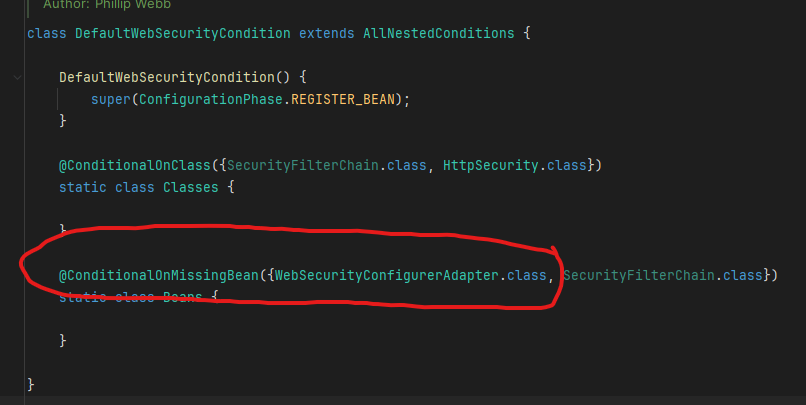 Author: Phillip Webb
class DefaultWebSecurityCondition extends AllNestedConditions {
DefaultWebSecurityCondition() {
super(ConfigurationPhase.REGISTER_BEAN);
}
@ConditionalOnClass({SecurityFilterChain.class, HttpSecurity.class})
static class Classes {
}
@ConditionalOnMissingBean({WebSecurityConfigurerAdapter.class, SecurityFilterChain.class})
static class Beans {
}
}